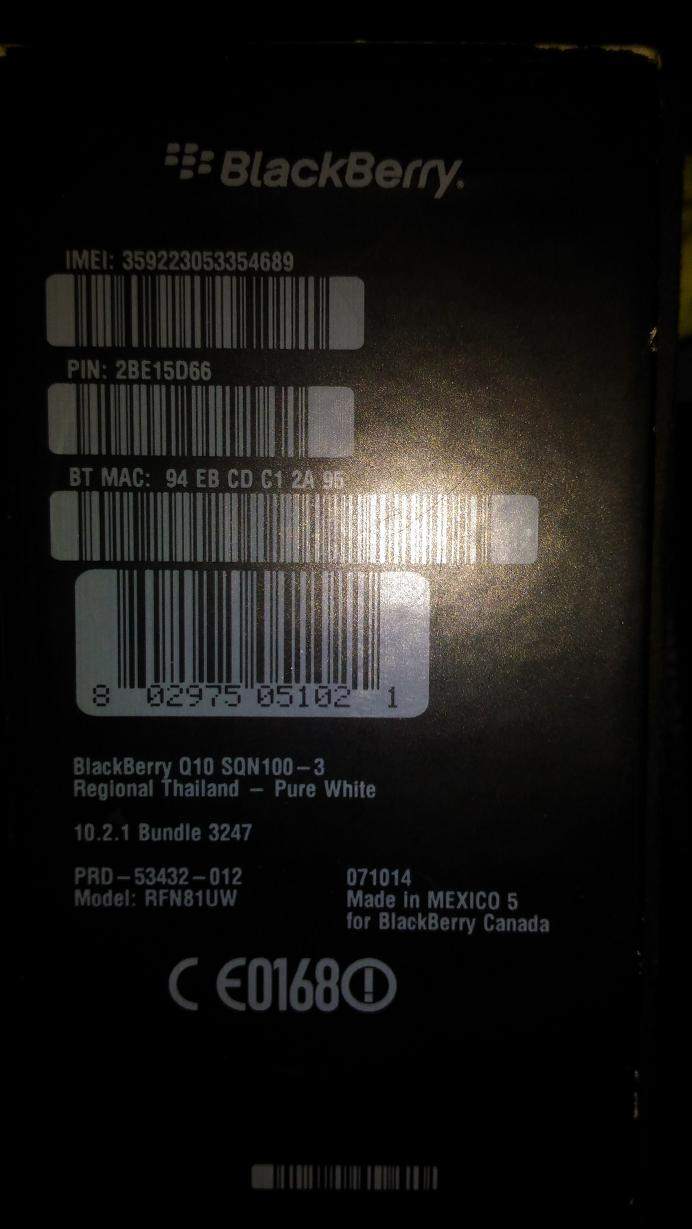 BlackBerry.
IMEI: 359223053354689
PIN: 2BE15D66
BT MAC: 94 EB CD C1 2A 95
8 02975 05102 1
BlackBerry Q10 SQN100-3
Regional Thailand – Pure White
10.2.1 Bundle 3247
PRD-53432-012
Model: RFN81UW
071014
Made in MEXICO 5
for BlackBerry Canada
CE0168!